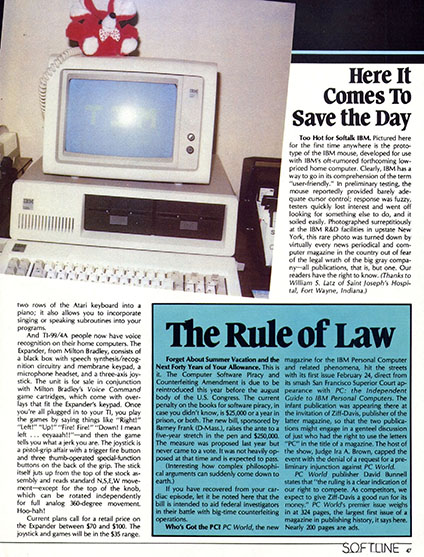 Here It
Comes To
Save the Day
Too Hot for Softalk IBM. Pictured here
for the first time anywhere is the proto-
type of the IBM mouse, developed for use
with IBM's oft-rumored forthcoming low-
priced home computer. Clearly, IBM has a
way to go in its comprehension of the term
"user-friendly." In preliminary testing, the
mouse reportedly provided barely ade-
quate cursor control; response was fuzzy,
testers quickly lost interest and went off
looking for something else to do, and it
soiled easily. Photographed surreptitiously
at the IBM R&D facilities in upstate New
York, this rare photo was turned down by
virtually every news periodical and com-
puter magazine in the country out of fear
of the legal wrath of the big gray compa-
ny—all publications, that is, but one. Our
readers have the right to know. (Thanks to
William S. Latz of Saint Joseph's Hospi-
tal, Fort Wayne, Indiana.)
two rows of the Atari keyboard into a
piano; it also allows you to incorporate
singing or speaking subroutines into your
programs.
And TI-99/4A people now have voice
recognition on their home computers. The
Expander, from Milton Bradley, consists of
a black box with speech synthesis/recog-
nition circuitry and membrane keypad, a
microphone headset, and a three-axis joy-
stick. The unit is for sale in conjunction
with Milton Bradley's Voice Command
game cartridges, which come with over-
lays that fit the Expander's keypad. Once
you're all plugged in to your TI, you play
the games by saying things like "Right!"
"Left!" "Up!" "Fire! Fire!" "Down! I mean
left . . . eeyaaah!!"—and then the game
tells you what a jerk you are. The joystick is
a pistol-grip affair with a trigger fire button
and three thumb-operated special-function
buttons on the back of the grip. The stick
itself juts up from the top of the stock as-
sembly and reads standard N,S,E,W move-
ment—except for the top of the knob,
which can be rotated independently
for full analog 360-degree movement.
Hoo-hah!
Current plans call for a retail price on
the Expander between $70 and $100. The
joystick and games will be in the $35 range.
The Rule of Law
Forget About Summer Vacation and the
Next Forty Years of Your Allowance. This is
it. The Computer Software Piracy and
Counterfeiting Amendment is due to be
reintroduced this year before the august
body of the U.S. Congress. The current
penalty on the books for software piracy, in
case you didn't know, is $25,000 or a year in
prison, or both. The new bill, sponsored by
Barney Frank (D-Mass.), raises the ante to a
five-year stretch in the pen and $250,000.
The measure was proposed last year but
never came to a vote. It was not heavily op-
posed at that time and is expected to pass.
(Interesting how complex philosophi-
cal arguments can suddenly come down to
earth.)
If you have recovered from your car-
diac episode, let it be noted here that the
bill is intended to aid federal investigators
in their battle with big-time counterfeiting
operations.
Who's Got the PC? PC World, the new
magazine for the IBM Personal Computer
and related phenomena, hit the streets
with its first issue February 24, direct from
its smash San Francisco Superior Court ap-
pearance with PC: the Independent
Guide to IBM Personal Computers. The
infant publication was appearing there at
the invitation of Ziff-Davis, publisher of the
latter magazine, so that the two publica-
tions might engage in a genteel discussion
of just who had the right to use the letters
"PC" in the title of a magazine. The host of
the show, Judge Ira A. Brown, capped the
event with the denial of a request for a pre-
liminary injunction against PC World.
PC World publisher David Bunnell
states that "the ruling is a clear indication of
our right to compete. As competitors, we
expect to give Ziff-Davis a good run for its
money." PC World's premier issue weighs
in at 324 pages, the largest first issue of a
magazine in publishing history, it says here.
Nearly 200 pages are ads.
SOFTLINE 47